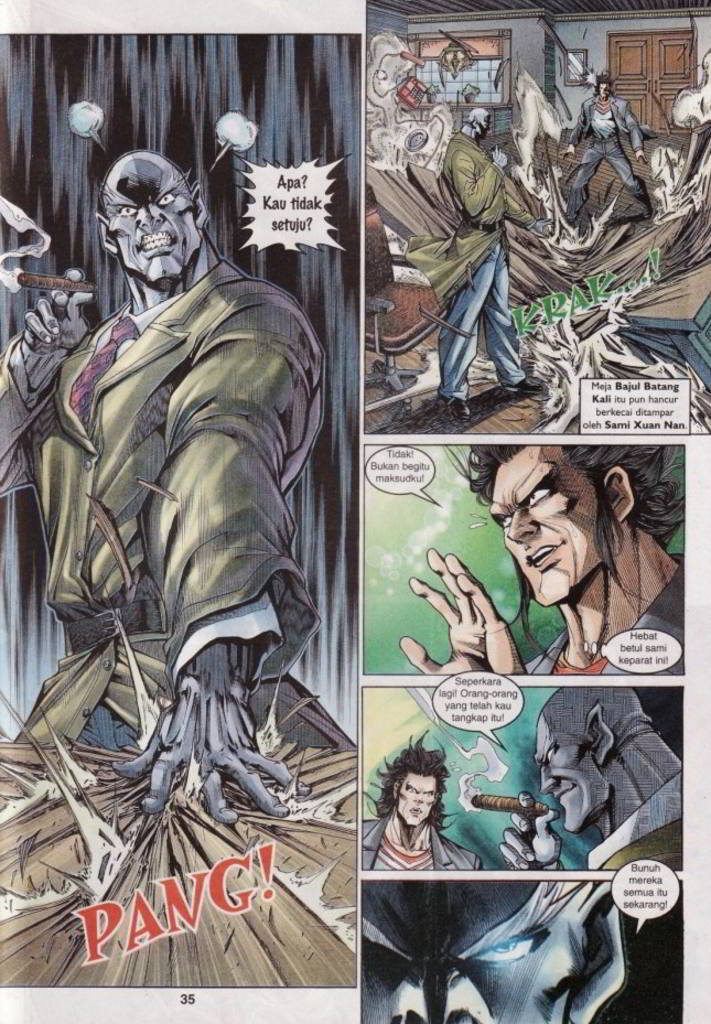 Apa?
Kau tidak
setuju?
PANG!
35
KRAK...!
Meja Bajul Batang
Kali itu pun hancur
berkecai ditampar
oleh Sami Xuan Nan.
Tidak!
Bukan begitu
maksudku!
Hebat
betul sami
keparat ini!
Seperkara
lagi! Orang-orang
yang telah kau
tangkap itu;
Bunuh
mereka
semua itu
sekarang!